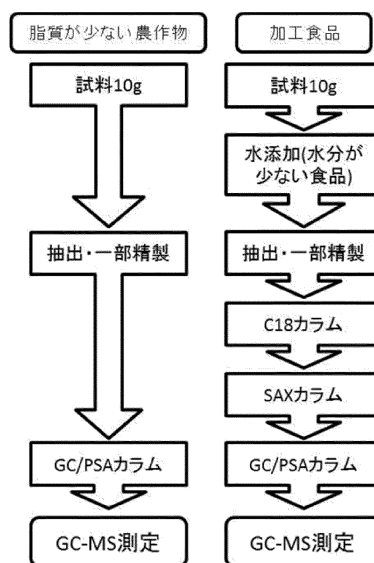 脂質が少ない農作物
試料10g
抽出・一部精製
GC/PSAカラム
GC-MS測定
加工食品
試料10g
水添加(水分が
少ない食品)
抽出・一部精製
C18カラム
SAXカラム
GC/PSAカラム
GC-MS測定